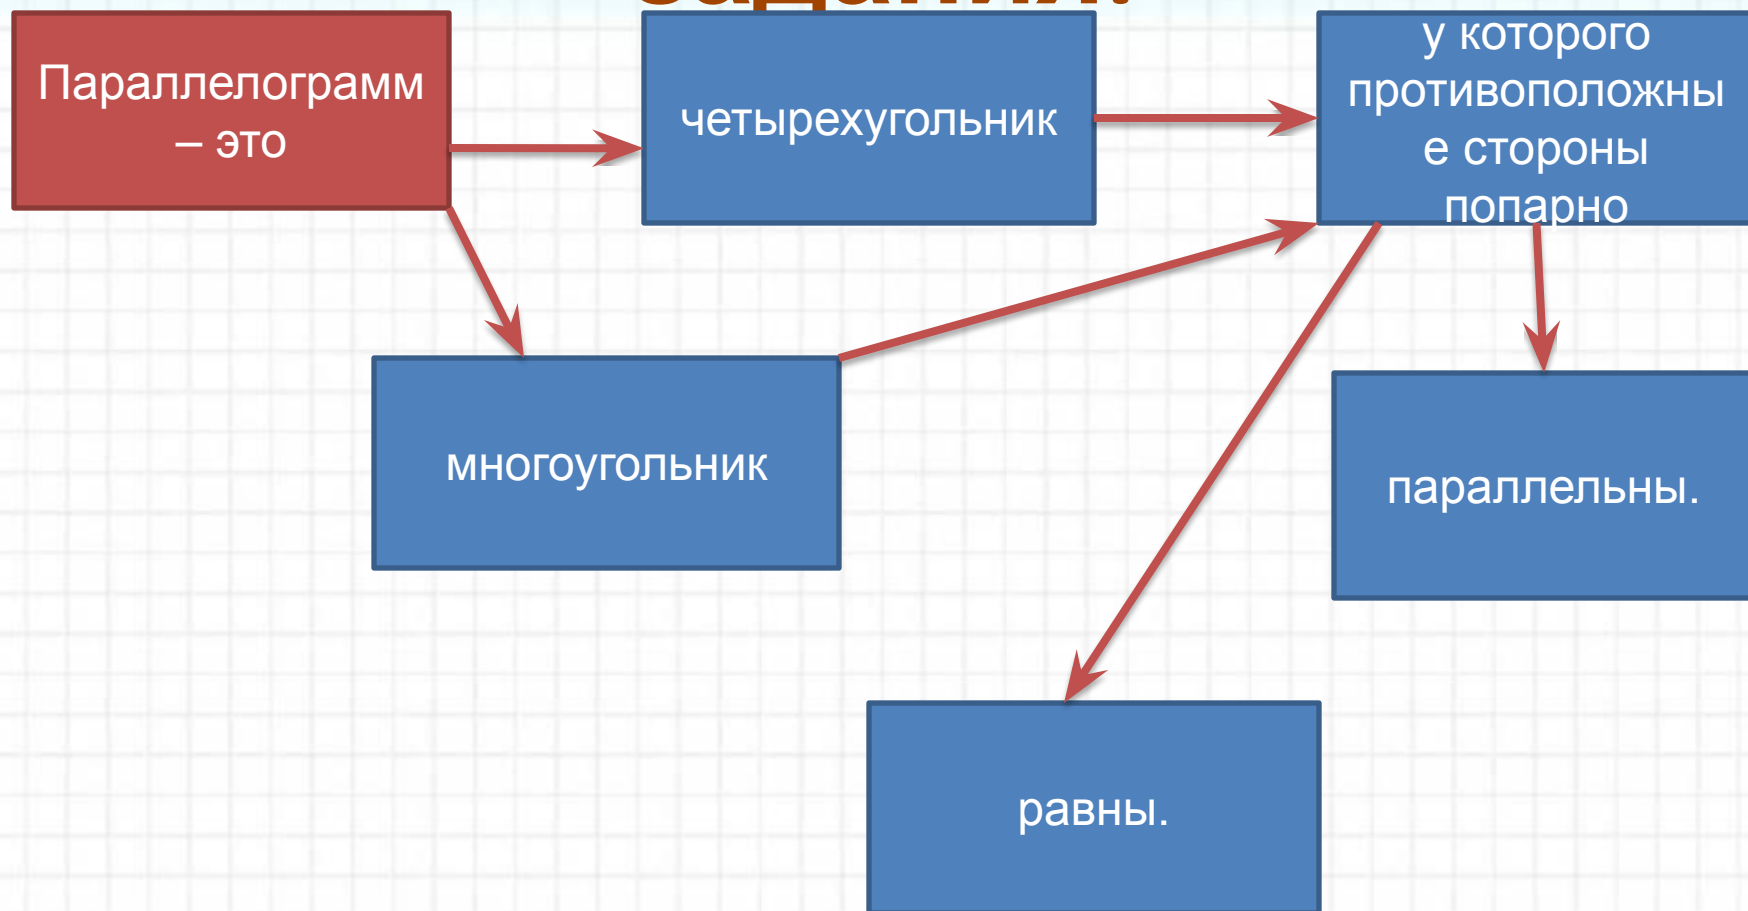 Параллелограмм
– это
четырехугольник
у которого
противоположны
е стороны
попарно
многоугольник
параллельны.
равны.